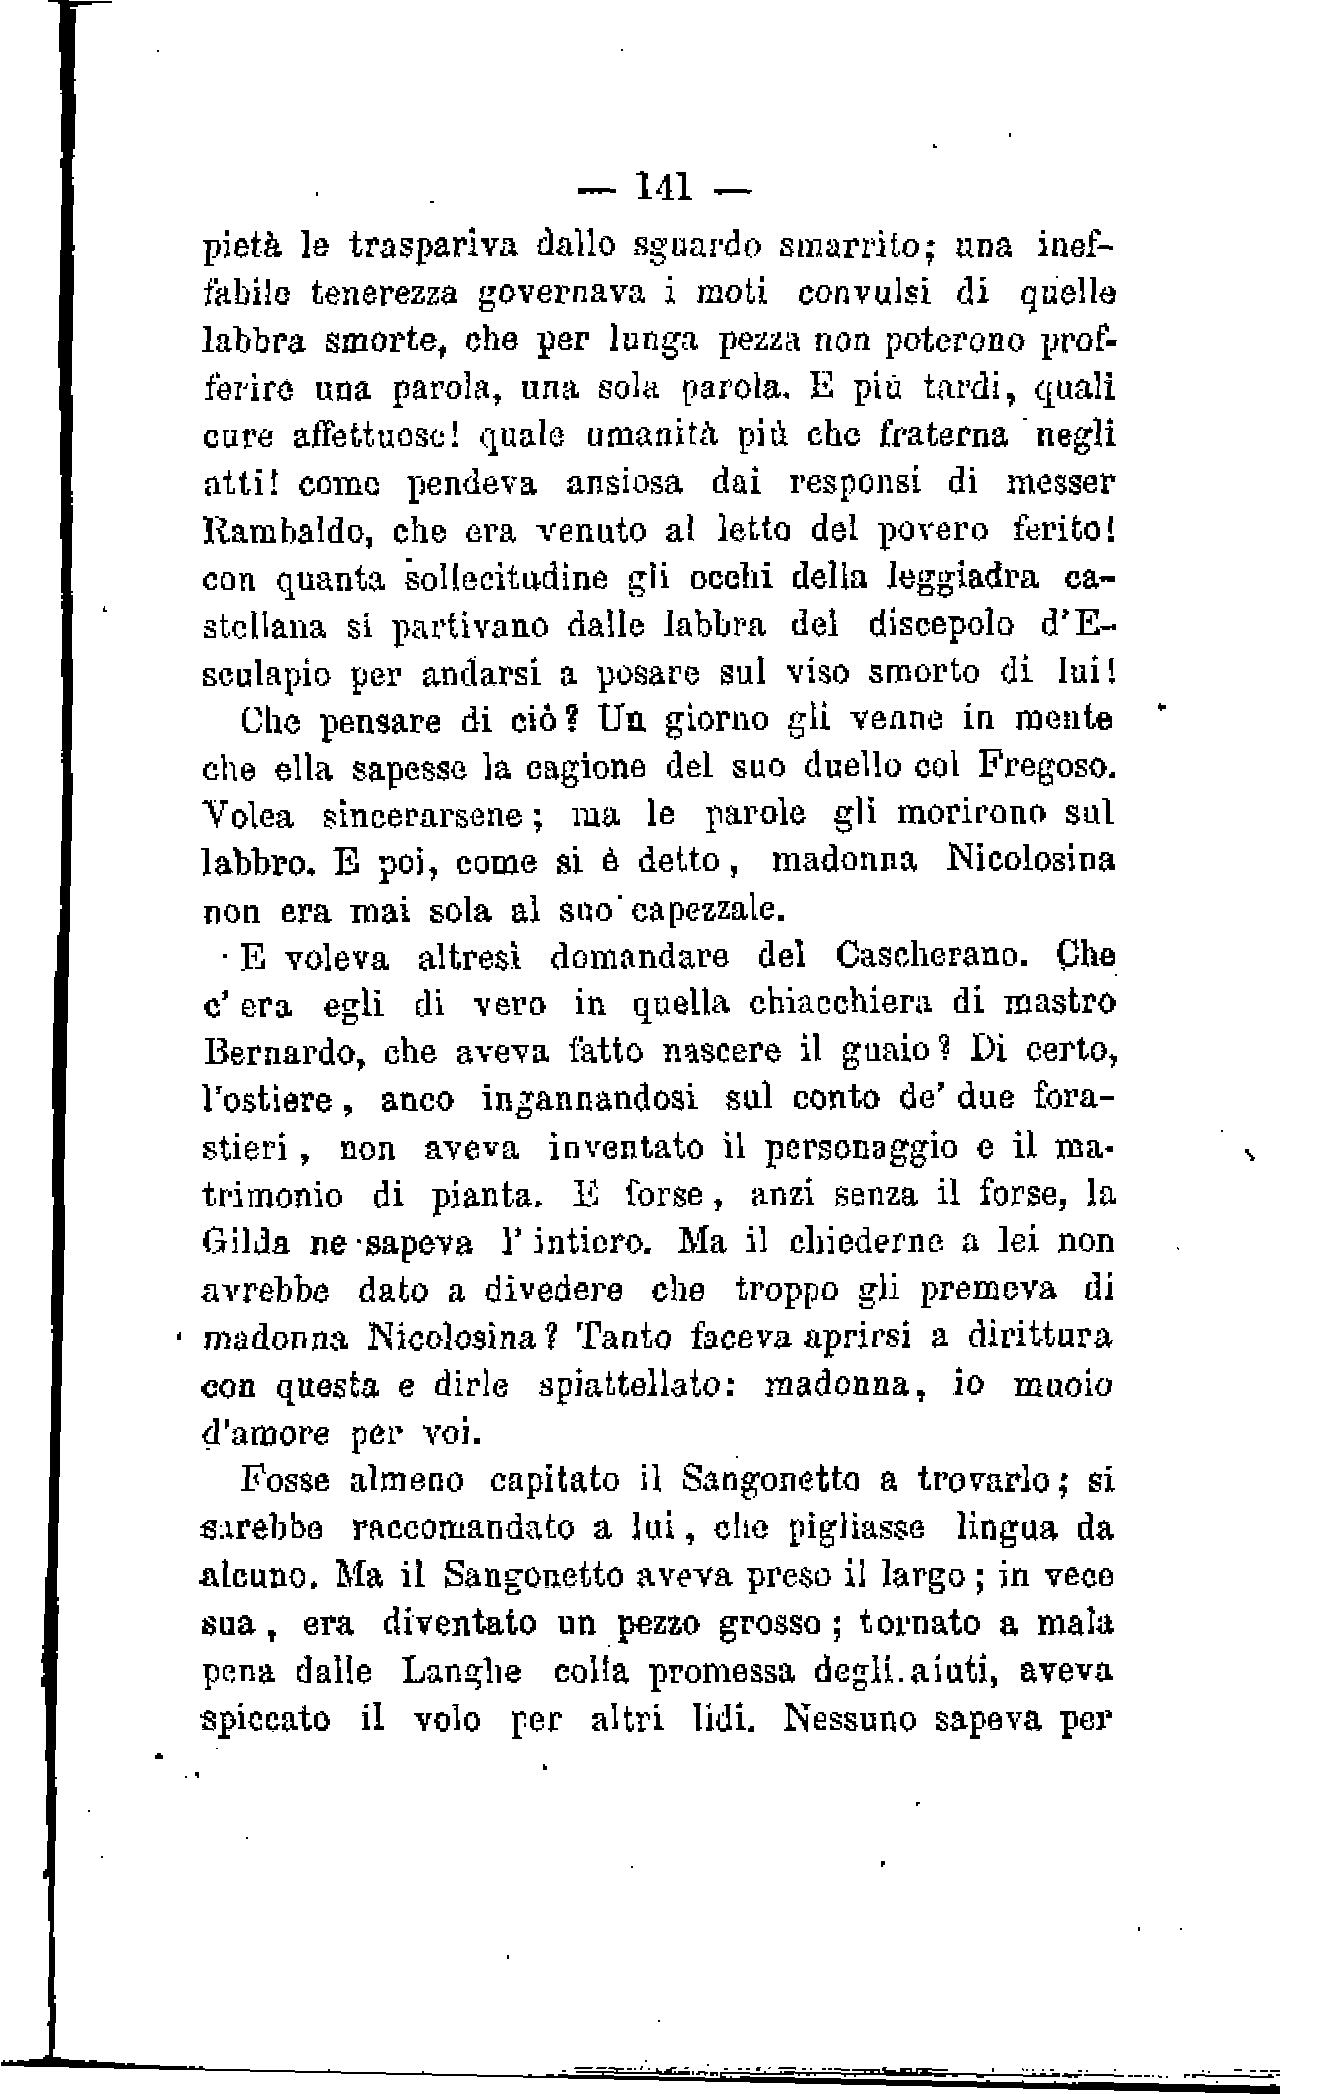 — 141 —
pietà le traspariva dallo sguardo smarrito; una inef-
fabile tenerezza governava i moti convulsi di quelle
labbra smorte, che per lunga pezza non poterono prof-
ferire una parola, una sola parola. E più tardi, quali
cure affettuose! quale umanità più che fraterna negli
atti! come pendeva ansiosa dai responsi di messer
Rambaldo, che era venuto al letto del povero ferito!
con quanta sollecitudine gli occhi della leggiadra ca-
stellana si partivano dalle labbra del discepolo d'E-
sculapio per andarsi a posare sul viso smorto di lui!
Che pensare di ciò? Un giorno gli venne in mente
che ella sapesse la cagione del suo duello col Fregoso.
Volea sincerarsene; ma le parole gli morirono sul
labbro. E poi, come si è detto, madonna Nicolosina
non era mai sola al suo capezzale.
E voleva altresì domandare del Cascherano. Che
c' era egli di vero in quella chiacchiera di mastro
Bernardo, che aveva fatto nascere il guaio? Di certo,
l'ostiere, anco ingannandosi sul conto de' due fora-
stieri, non aveva inventato il personaggio e il ma-
trimonio di pianta. E forse, anzi senza il forse, la
Gilda ne sapeva l' intiero. Ma il chiederne a lei non
avrebbe dato a divedere che troppo gli premeva di
madonna Nicolosina? Tanto faceva aprirsi a dirittura
con questa e dirle spiattellato: madonna, io muoio
d'amore per voi.
Fosse almeno capitato il Sangonetto a trovarlo; si
sarebbe raccomandato a lui, che pigliasse lingua da
alcuno. Ma il Sangonetto aveva preso il largo; in vece
sua, era diventato un pezzo grosso; tornato a mala
pena dalle Langhe colla promessa degli aiuti, aveva
spiccato il volo per altri lidi. Nessuno sapeva per